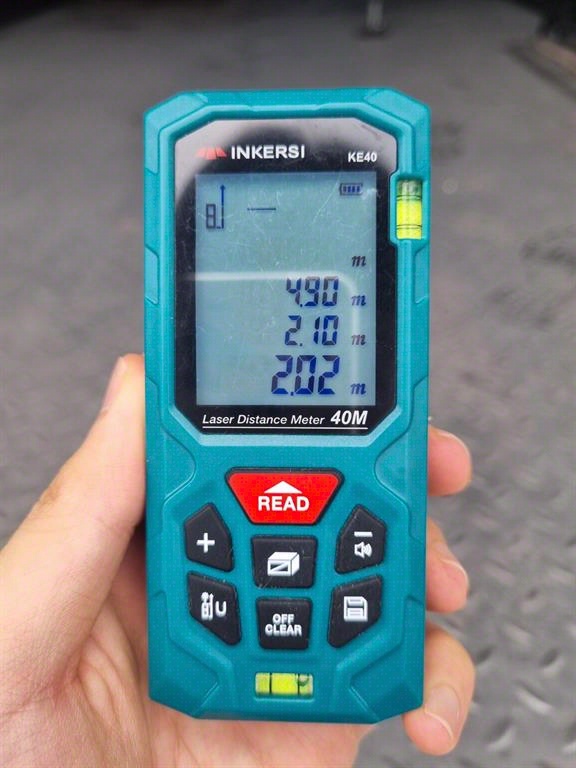 INKERSI
KE40
m
4.90 m
2.10 m
2.02 m
Laser Distance Meter 40M
READ
+
−
U
OFF
CLEAR